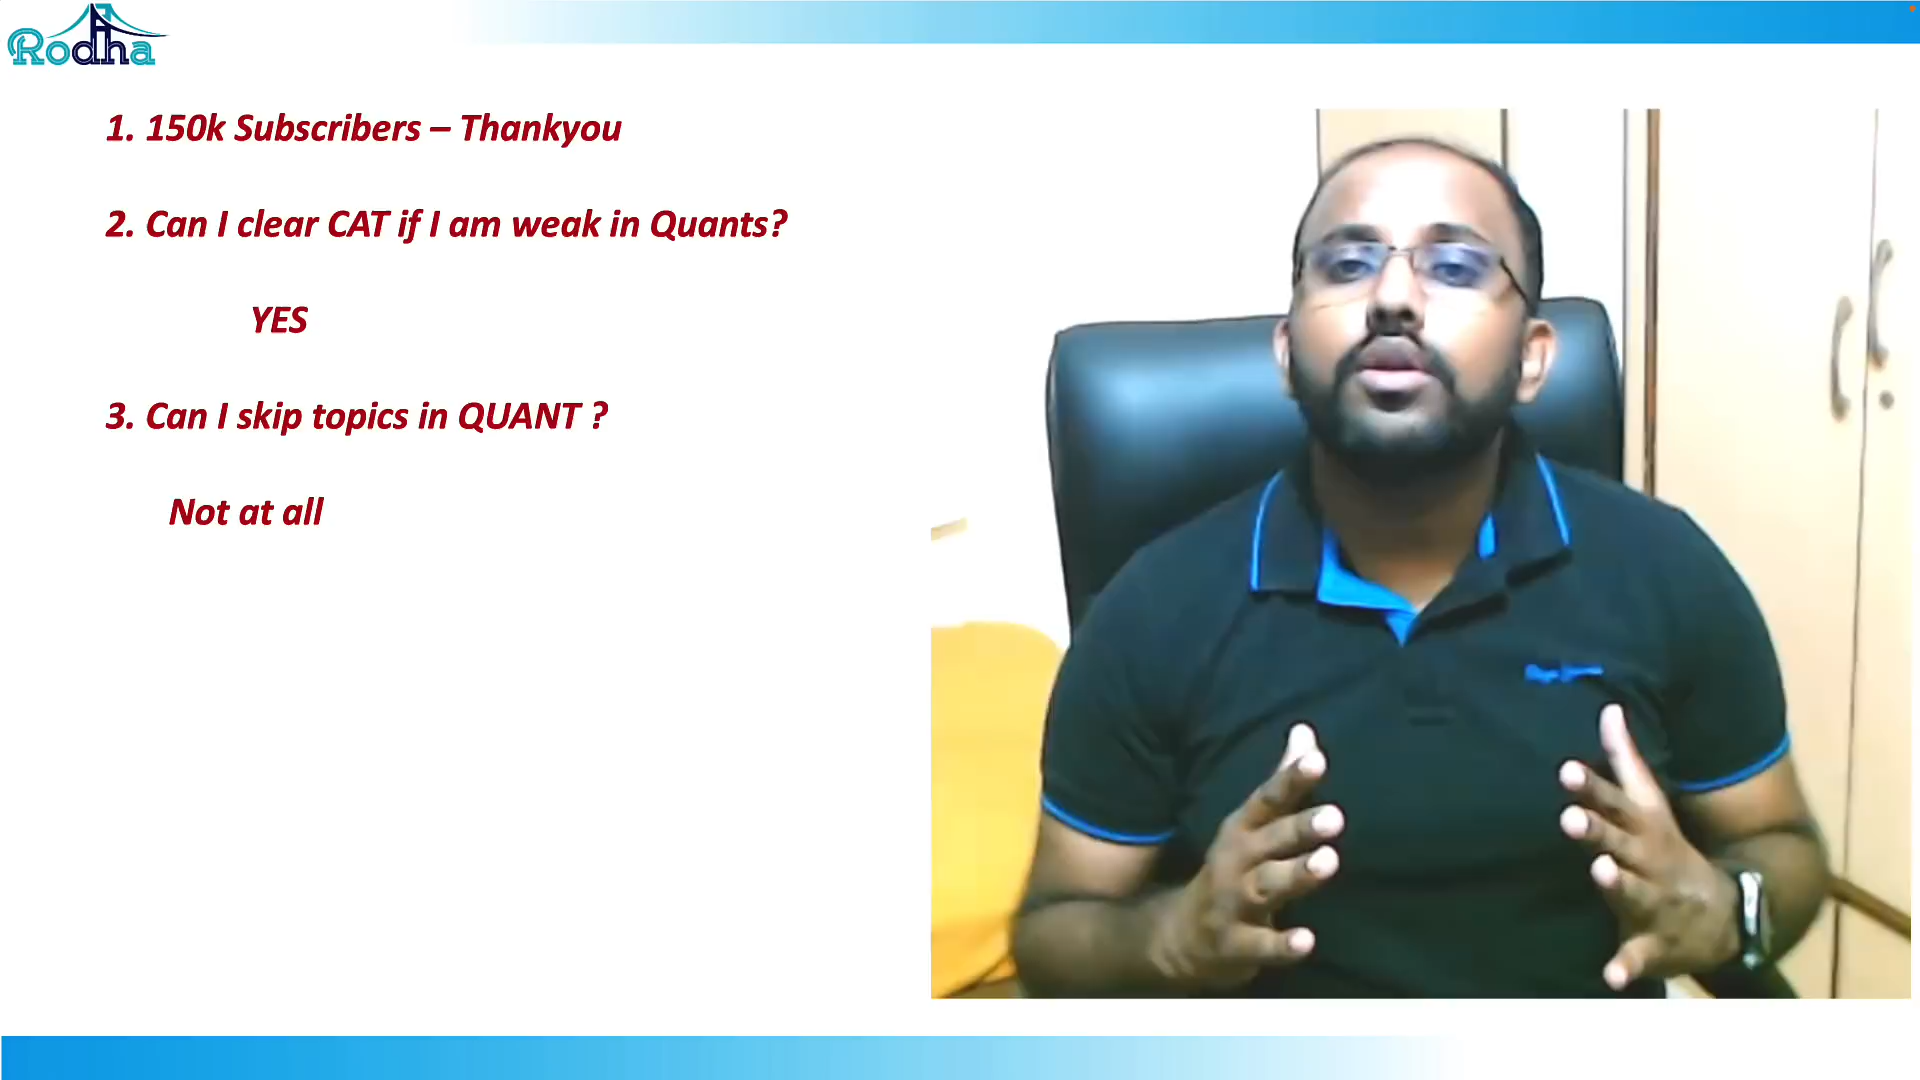 Rodha
1. 150k Subscribers – Thankyou
2. Can I clear CAT if I am weak in Quants?
YES
3. Can I skip topics in QUANT ?
Not at all